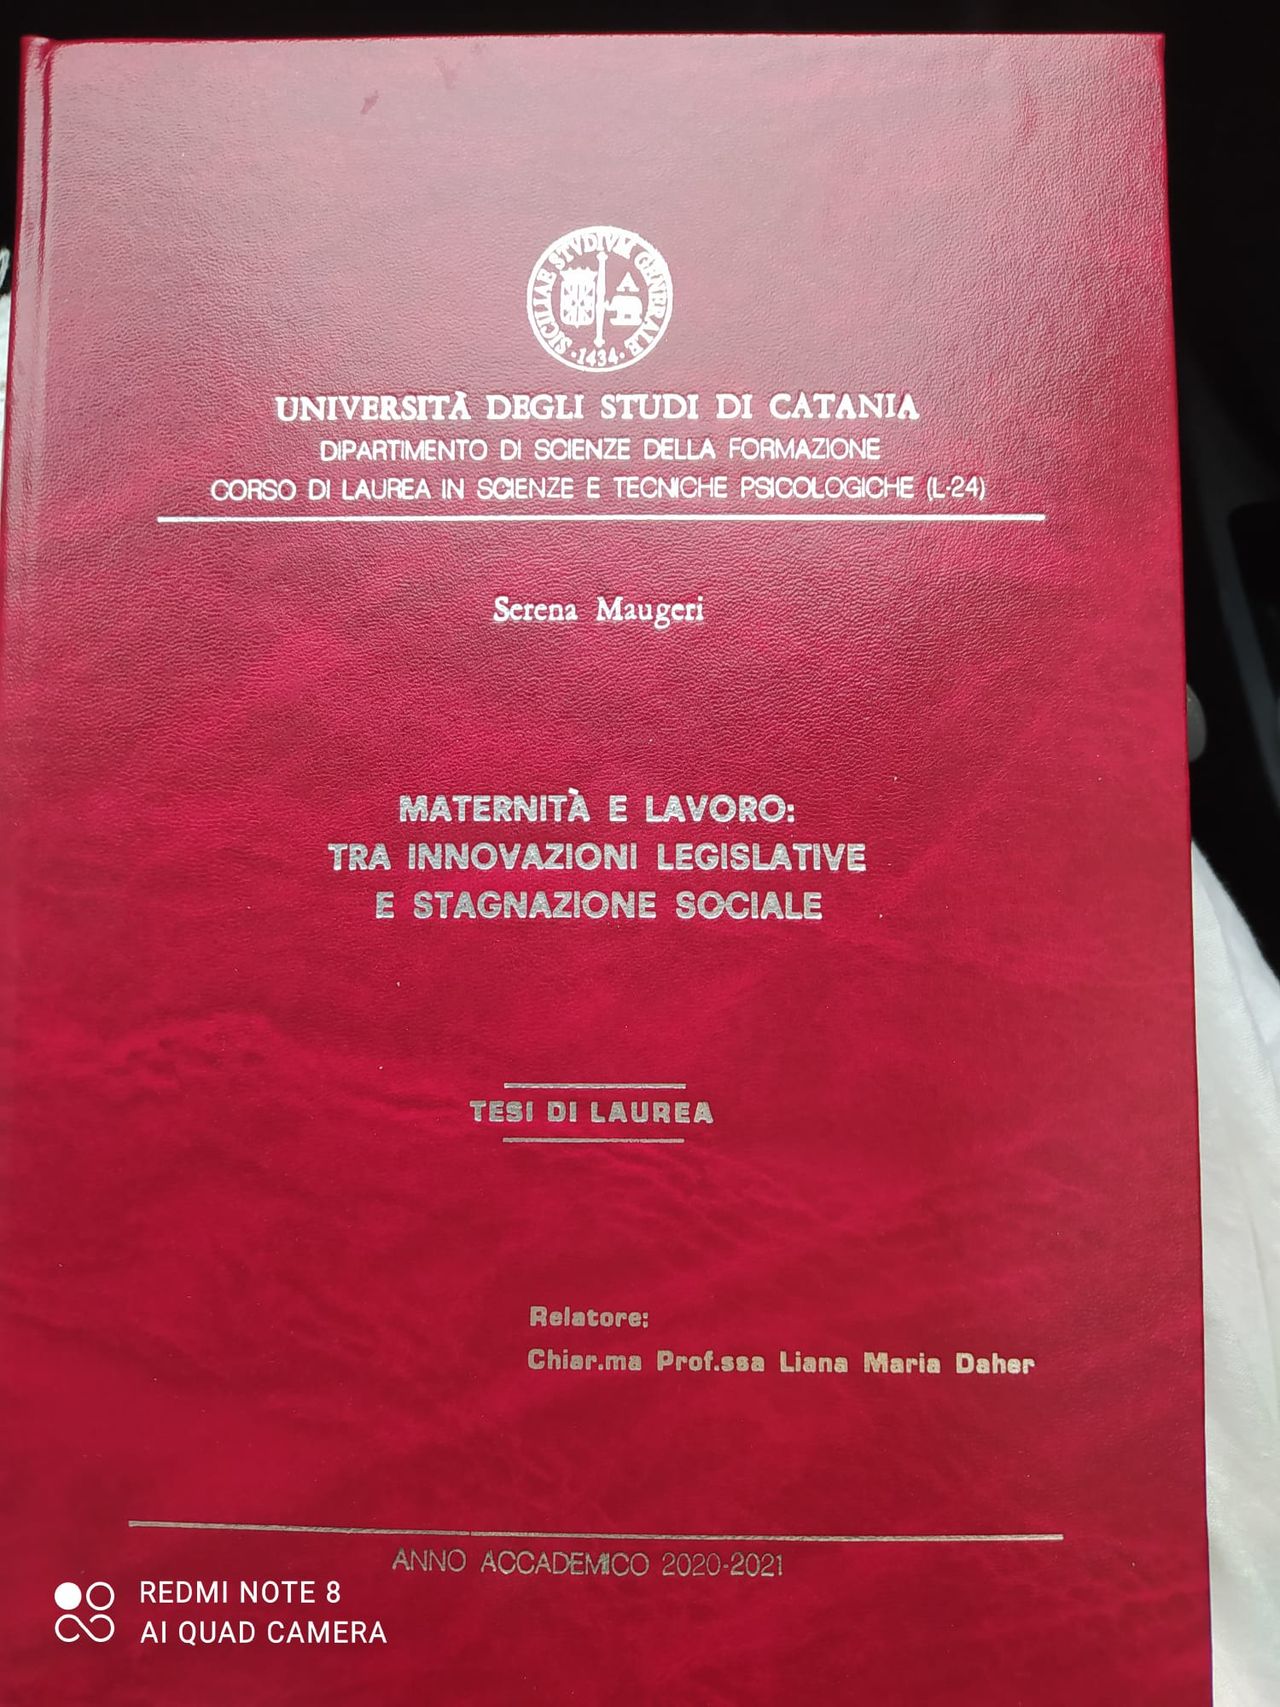 SICILIAE STVDIVM GENERALE
A
·1434·
UNIVERSITÀ DEGLI STUDI DI CATANIA
DIPARTIMENTO DI SCIENZE DELLA FORMAZIONE
CORSO DI LAUREA IN SCIENZE E TECNICHE PSICOLOGICHE (L-24)
Serena Maugeri
MATERNITÀ E LAVORO:
TRA INNOVAZIONI LEGISLATIVE
E STAGNAZIONE SOCIALE
TESI DI LAUREA
Relatore:
Chiar.ma Prof.ssa Liana Maria Daher
ANNO ACCADEMICO 2020-2021
REDMI NOTE 8
AI QUAD CAMERA